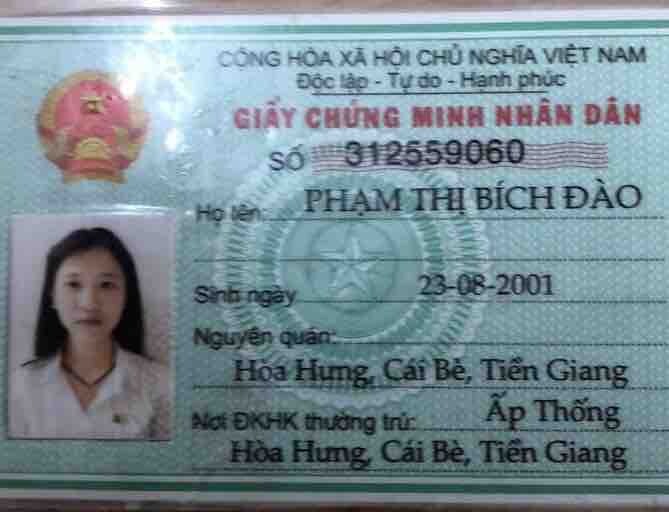 CỘNG HÒA XÃ HỘI CHỦ NGHĨA VIỆT NAM
Độc lập - Tự do - Hạnh phúc
GIẤY CHỨNG MINH NHÂN DÂN
SỐ 312559060
Họ tên: PHẠM THỊ BÍCH ĐÀO
Sinh ngày 23-08-2001
Nguyên quán:
Hòa Hưng, Cái Bè, Tiền Giang
Nơi ĐKHK thường trú: Ấp Thống
Hòa Hưng, Cái Bè, Tiền Giang